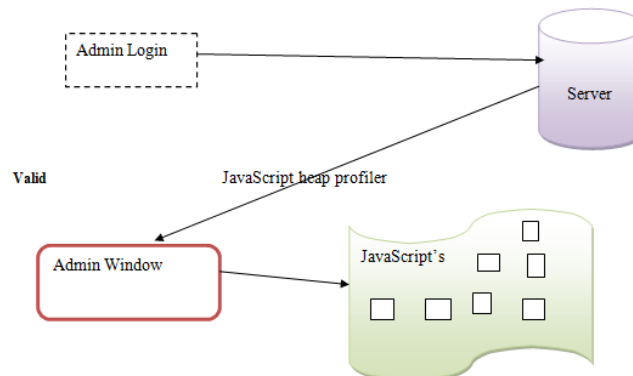 Admin Login
Server
Valid
JavaScript heap profiler
Admin Window
JavaScript's